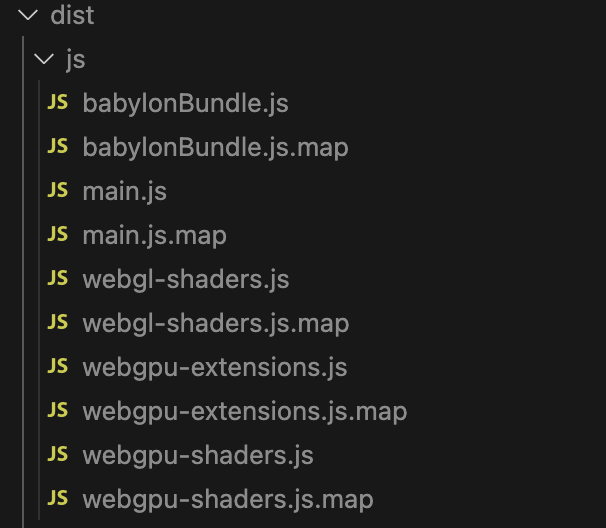 dist
js
JS babylonBundle.js
JS babylonBundle.js.map
JS main.js
JS main.js.map
JS webgl-shaders.js
JS webgl-shaders.js.map
JS webgpu-extensions.js
JS webgpu-extensions.js.map
JS webgpu-shaders.js
JS webgpu-shaders.js.map